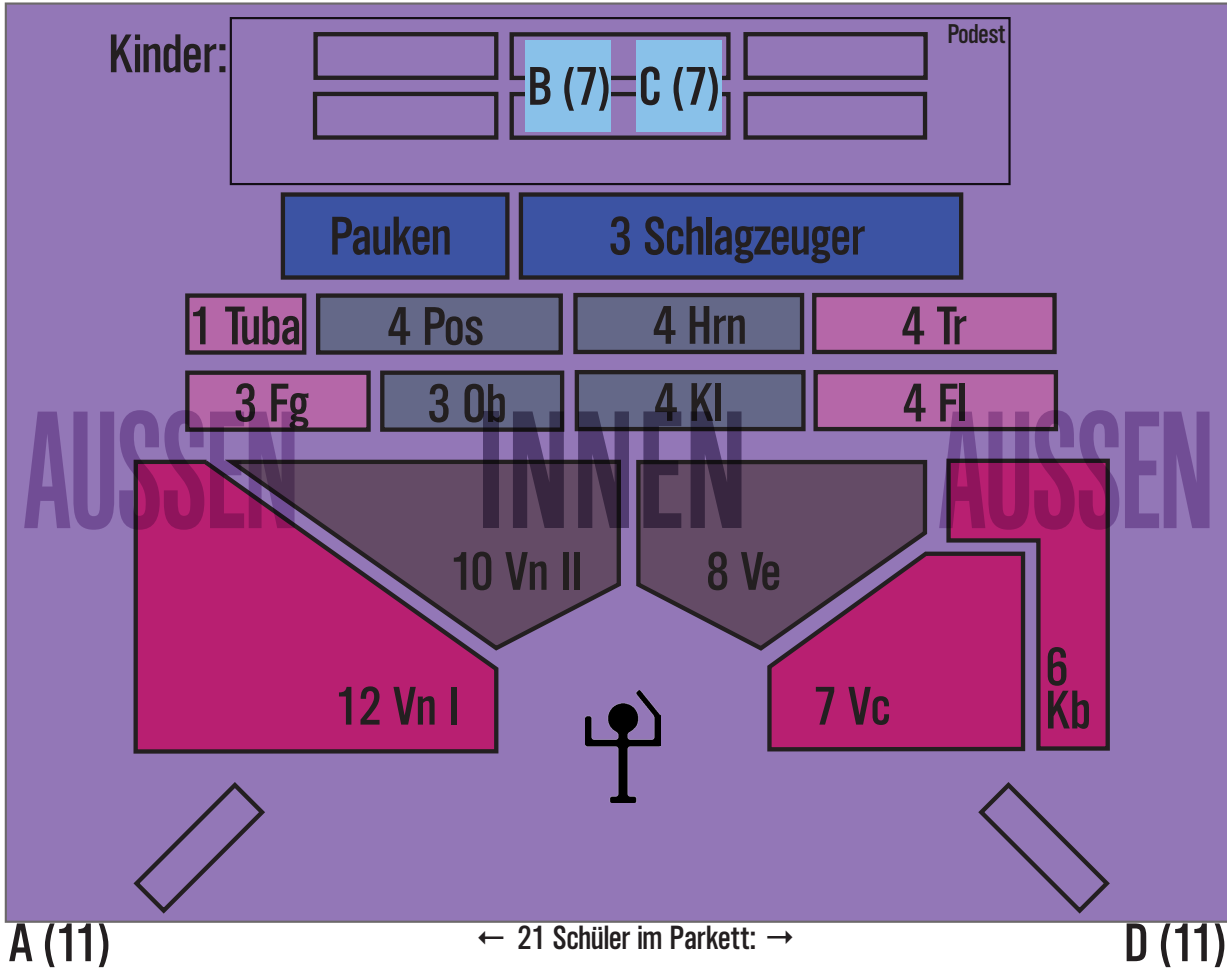 Kinder:
Podest
B (7)
C (7)
Pauken
3 Schlagzeuger
1 Tuba
4 Pos
4 Hrn
4 Tr
3 Fg
3 Ob
4 Kl
4 Fl
AUSSEN
INNEN
AUSSEN
10 Vn II
8 Ve
12 Vn I
7 Vc
6
Kb
A (11)
← 21 Schüler im Parkett: →
D (11)